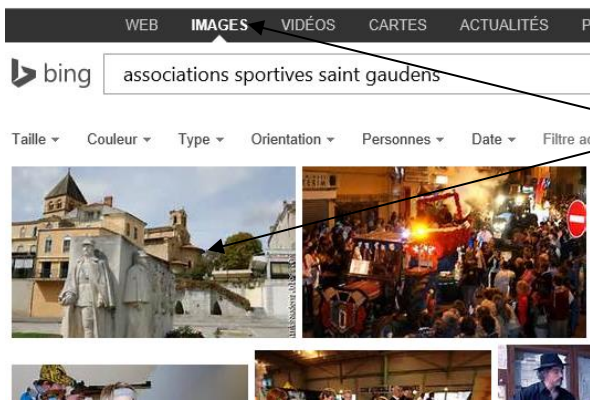 WEB IMAGES VIDÉOS CARTES ACTUALITÉS
bing associations sportives saint gaudens
Taille Couleur Type Orientation Personnes Date Filtre